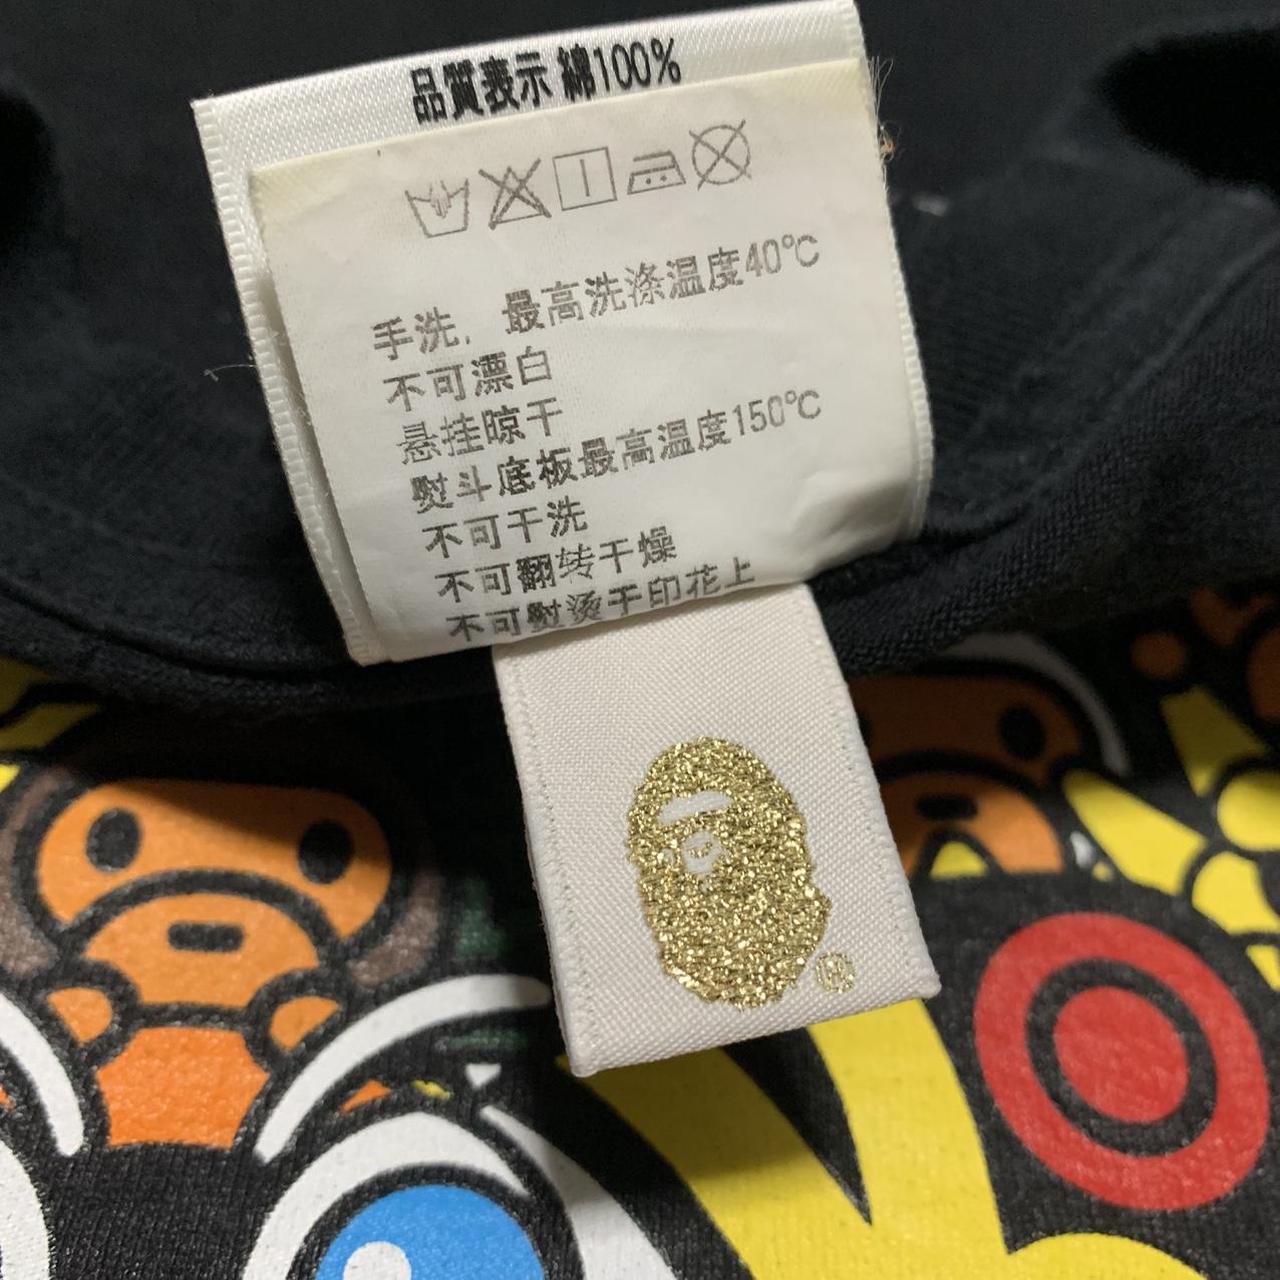 品質表示 綿100%
手洗，最高洗涤温度40℃
不可漂白
悬挂晾干
熨斗底板最高温度150℃
不可干洗
不可翻转干燥
不可熨烫于印花上
®